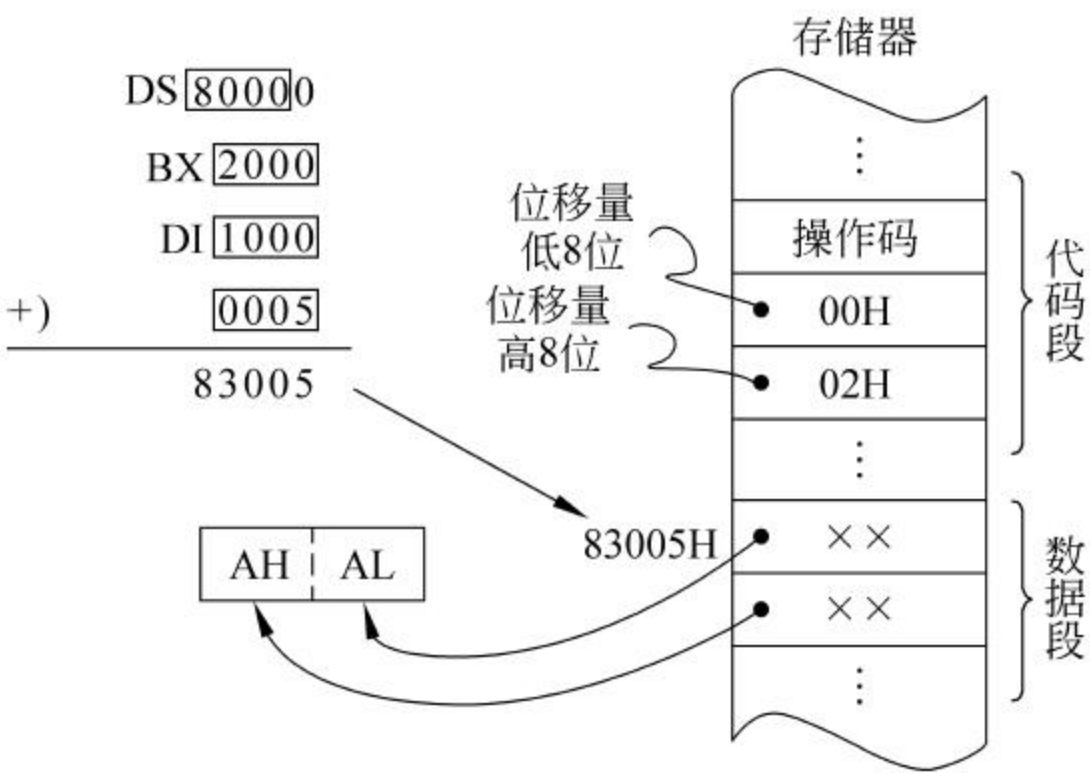 存储器
DS 80000
BX 2000
DI 1000
+) 0005
83005
位移量
低8位
位移量
高8位
⋮
操作码
00H
02H
⋮
代码段
83005H
××
××
⋮
数据段
AH AL